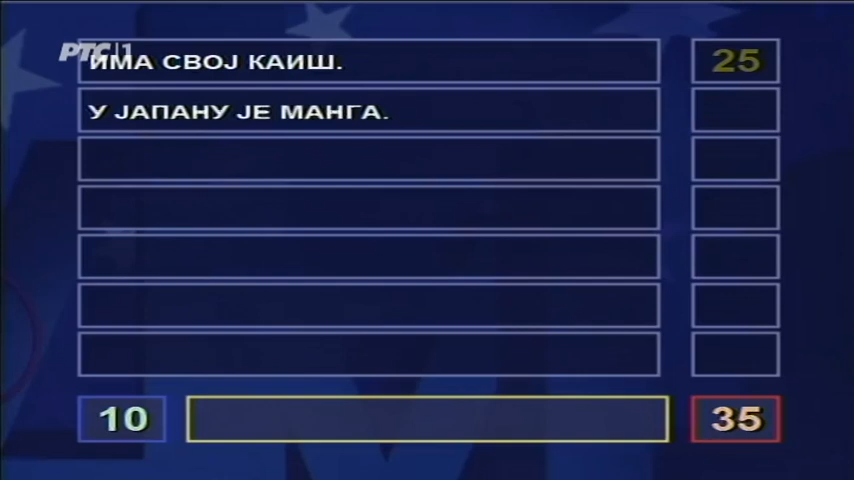 РТС 1
ИМА СВОЈ КАИШ.
25
У ЈАПАНУ ЈЕ МАНГА.
10
35